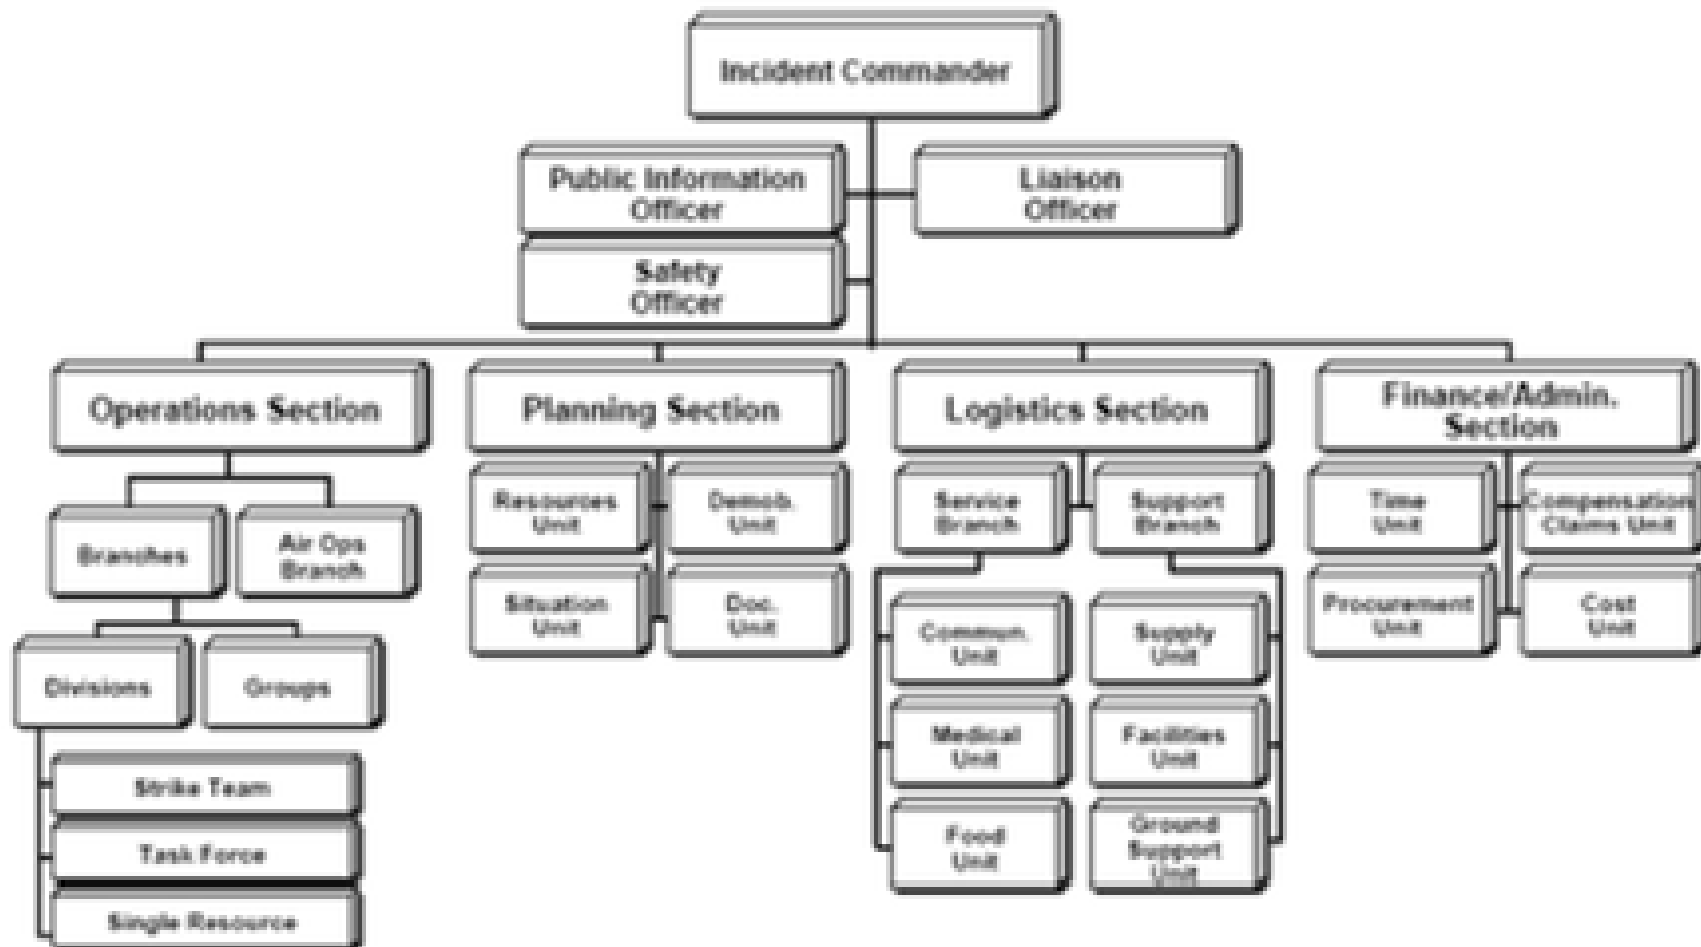 Incident Commander
Public Information
Officer
Liaison
Officer
Safety
Officer
Operations Section
Planning Section
Logistics Section
Finance/Admin.
Section
Branches
Air Ops
Branch
Divisions
Groups
Strike Team
Task Force
Single Resource
Resources
Unit
Demob.
Unit
Situation
Unit
Doc.
Unit
Service
Branch
Support
Branch
Commun.
Unit
Supply
Unit
Medical
Unit
Facilities
Unit
Food
Unit
Ground
Support
Unit
Time
Unit
Compensation
Claims Unit
Procurement
Unit
Cost
Unit